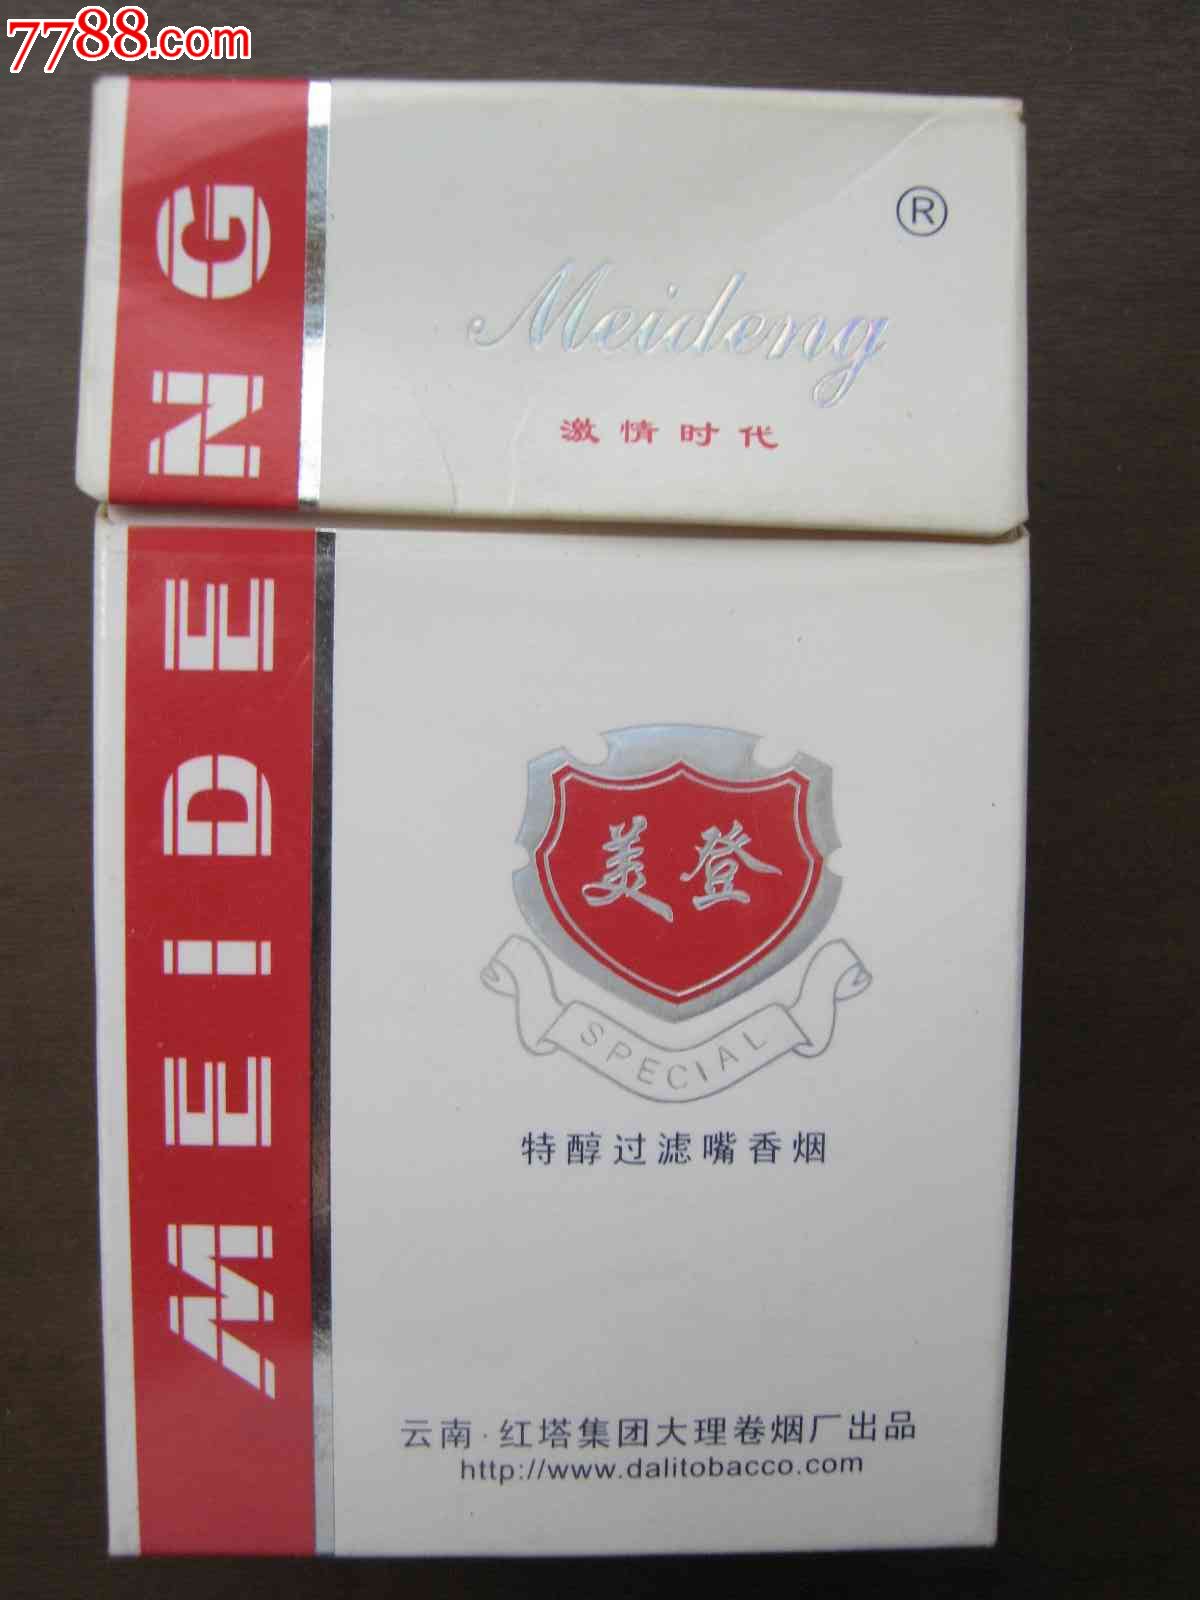 7788.com
MEIDENG
®
Meideng
激情时代
美登
SPECIAL
特醇过滤嘴香烟
云南·红塔集团大理卷烟厂出品
http://www.dalitobacco.com